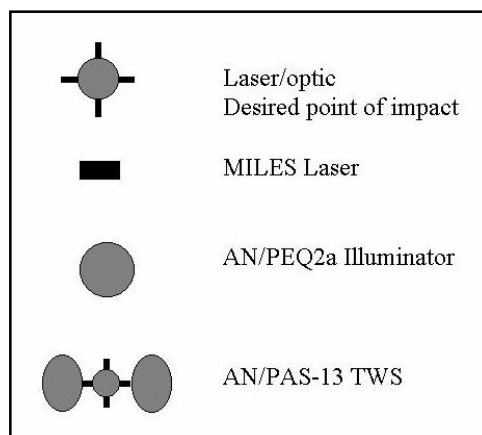 Laser/optic
Desired point of impact
MILES Laser
AN/PEQ2a Illuminator
AN/PAS-13 TWS